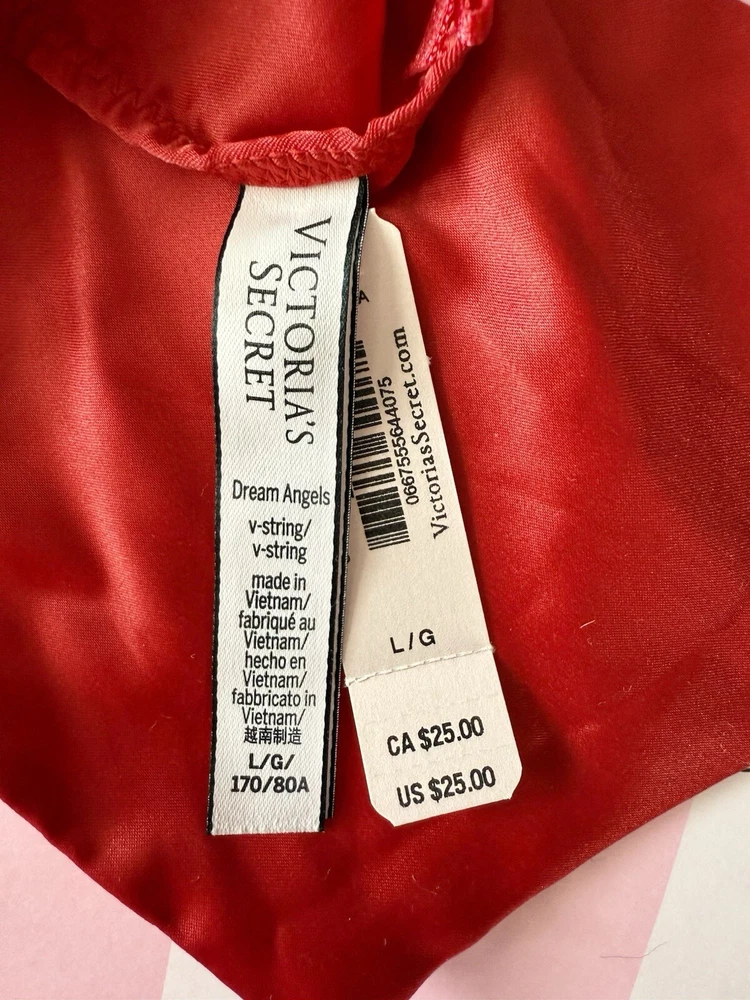 VICTORIA'S
SECRET
Dream Angels
v-string/
v-string
made in
Vietnam/
fabriqué au
Vietnam/
hecho en
Vietnam/
fabbricato in
Vietnam/
越南制造
L/G/
170/80A
A
0667555644075
VictoriasSecret.com
L/G
CA $25.00
US $25.00